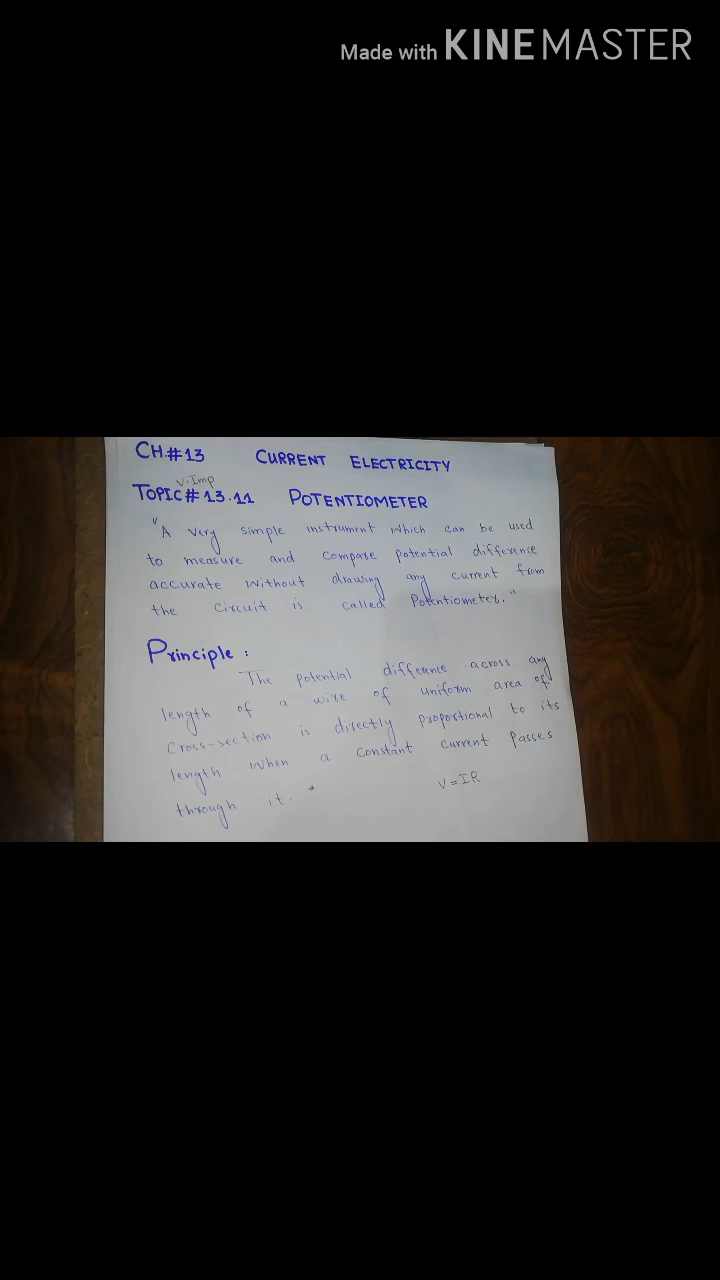 Made with KINEMASTER
CH.#13 CURRENT ELECTRICITY
V.Imp
TOPIC# 13.11 POTENTIOMETER
"A very simple instrument which can be used
to measure and compare potential difference
accurate without drawing any current from
the circuit is called Potentiometer."
Principle:
The potential difference across any
length of a wire of uniform area of
cross-section is directly proportional to its
length when a constant current passes
through it.
V=IR